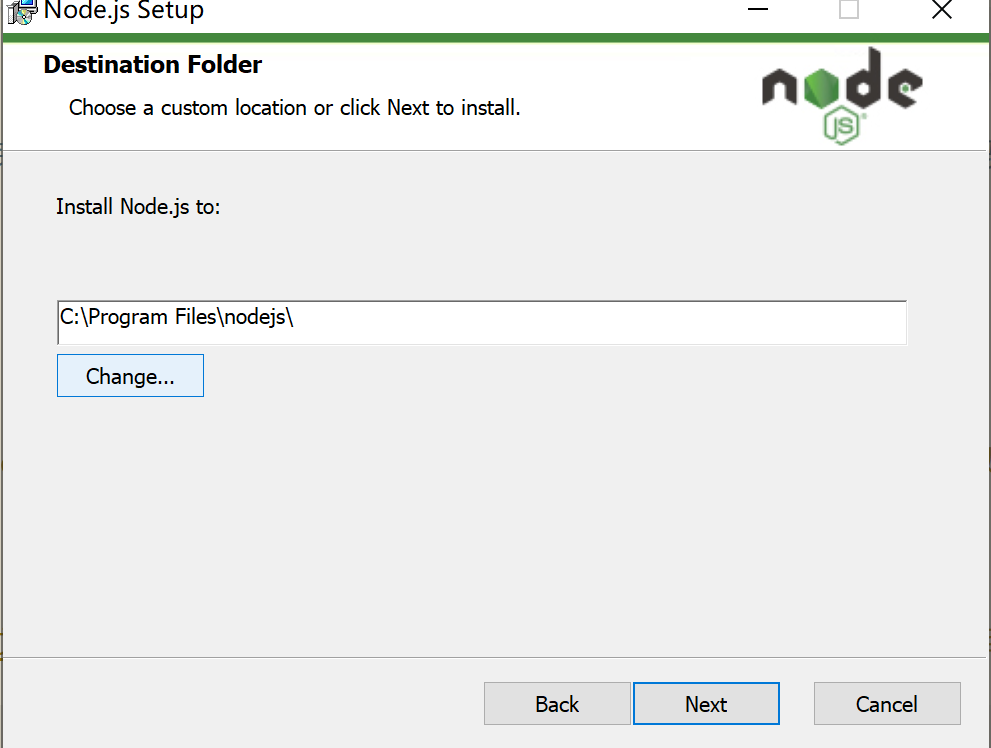 Node.js Setup
Destination Folder
Choose a custom location or click Next to install.
node
JS
Install Node.js to:
C:\Program Files\nodejs\
Change...
Back
Next
Cancel